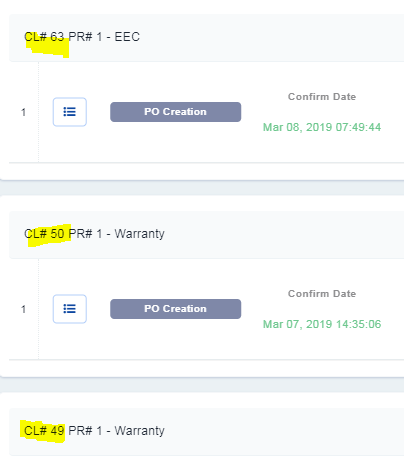 CL# 63 PR# 1 - EEC
Confirm Date
1 PO Creation
Mar 08, 2019 07:49:44
CL# 50 PR# 1 - Warranty
Confirm Date
1 PO Creation
Mar 07, 2019 14:35:06
CL# 49 PR# 1 - Warranty